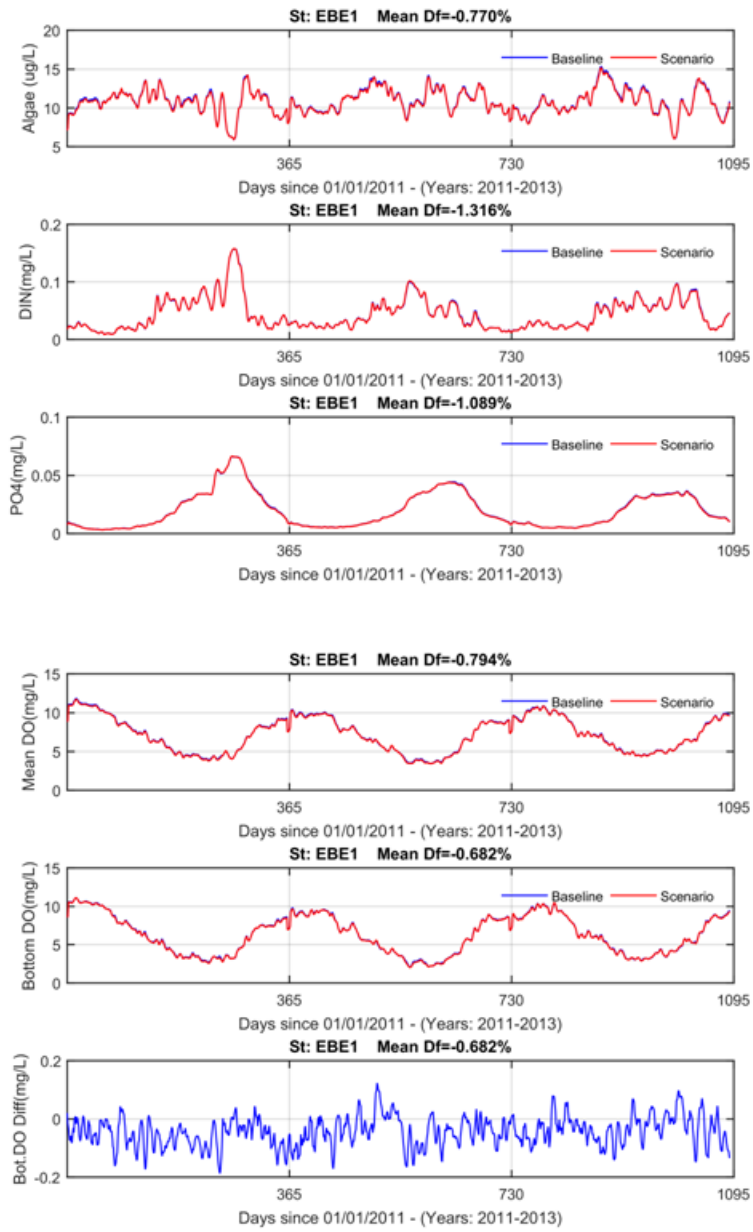 St: EBE1    Mean Df=-0.770%
20
15
10
5
Algae (ug/L)
Baseline Scenario
365 730 1095
Days since 01/01/2011 - (Years: 2011-2013)
St: EBE1    Mean Df=-1.316%
0.2
0.1
0
DIN(mg/L)
Baseline Scenario
365 730 1095
Days since 01/01/2011 - (Years: 2011-2013)
St: EBE1    Mean Df=-1.089%
0.1
0.05
0
PO4(mg/L)
Baseline Scenario
365 730 1095
Days since 01/01/2011 - (Years: 2011-2013)
St: EBE1    Mean Df=-0.794%
15
10
5
0
Mean DO(mg/L)
Baseline Scenario
365 730 1095
Days since 01/01/2011 - (Years: 2011-2013)
St: EBE1    Mean Df=-0.682%
15
10
5
0
Bottom DO(mg/L)
Baseline Scenario
365 730 1095
Days since 01/01/2011 - (Years: 2011-2013)
St: EBE1    Mean Df=-0.682%
0.2
0
-0.2
Bot.DO Diff(mg/L)
365 730 1095
Days since 01/01/2011 - (Years: 2011-2013)